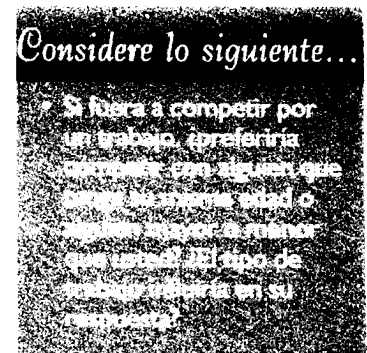 Considere lo siguiente...
• Si fuera a competir por
un trabajo, ¿preferiría
competir con alguien que
tenga su misma edad o
alguien mayor o menor
que usted? ¿El tipo de
trabajo influiría en su
respuesta?